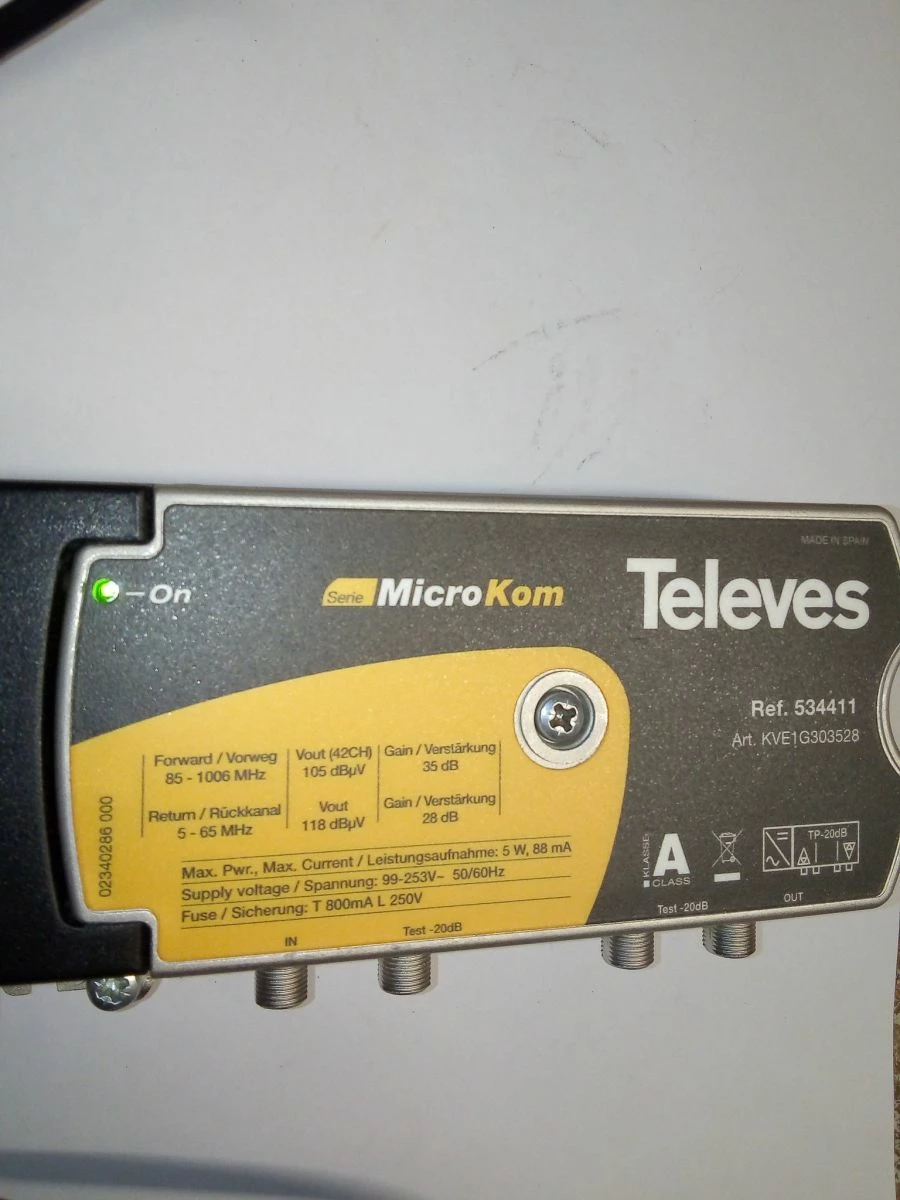 MADE IN SPAIN
On
Serie MicroKom
Televes
Ref. 534411
Art. KVE1G303528
Forward / Vorweg
85 - 1006 MHz
Vout (42CH)
105 dBµV
Gain / Verstärkung
35 dB
Return / Rückkanal
5 - 65 MHz
Vout
118 dBµV
Gain / Verstärkung
28 dB
02340286 000
Max. Pwr., Max. Current / Leistungsaufnahme: 5 W, 88 mA
Supply voltage / Spannung: 99-253V~ 50/60Hz
Fuse / Sicherung: T 800mA L 250V
KLASSE
A
CLASS
TP-20dB
IN
Test -20dB
Test -20dB
OUT